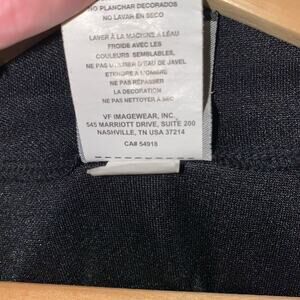 NO PLANCHAR DECORADOS
NO LAVAR EN SECO
LAVER À LA MACHINE À L'EAU
FROIDE AVEC LES
COULEURS SEMBLABLES,
NE PAS UTILISER D'EAU DE JAVEL
ETENDRE A L'OMBRE
NE PAS REPASSER
LA DECORATION
NE PAS NETTOYER À SEC
VF IMAGEWEAR, INC.
545 MARRIOTT DRIVE, SUITE 200
NASHVILLE, TN USA 37214
CA# 54918